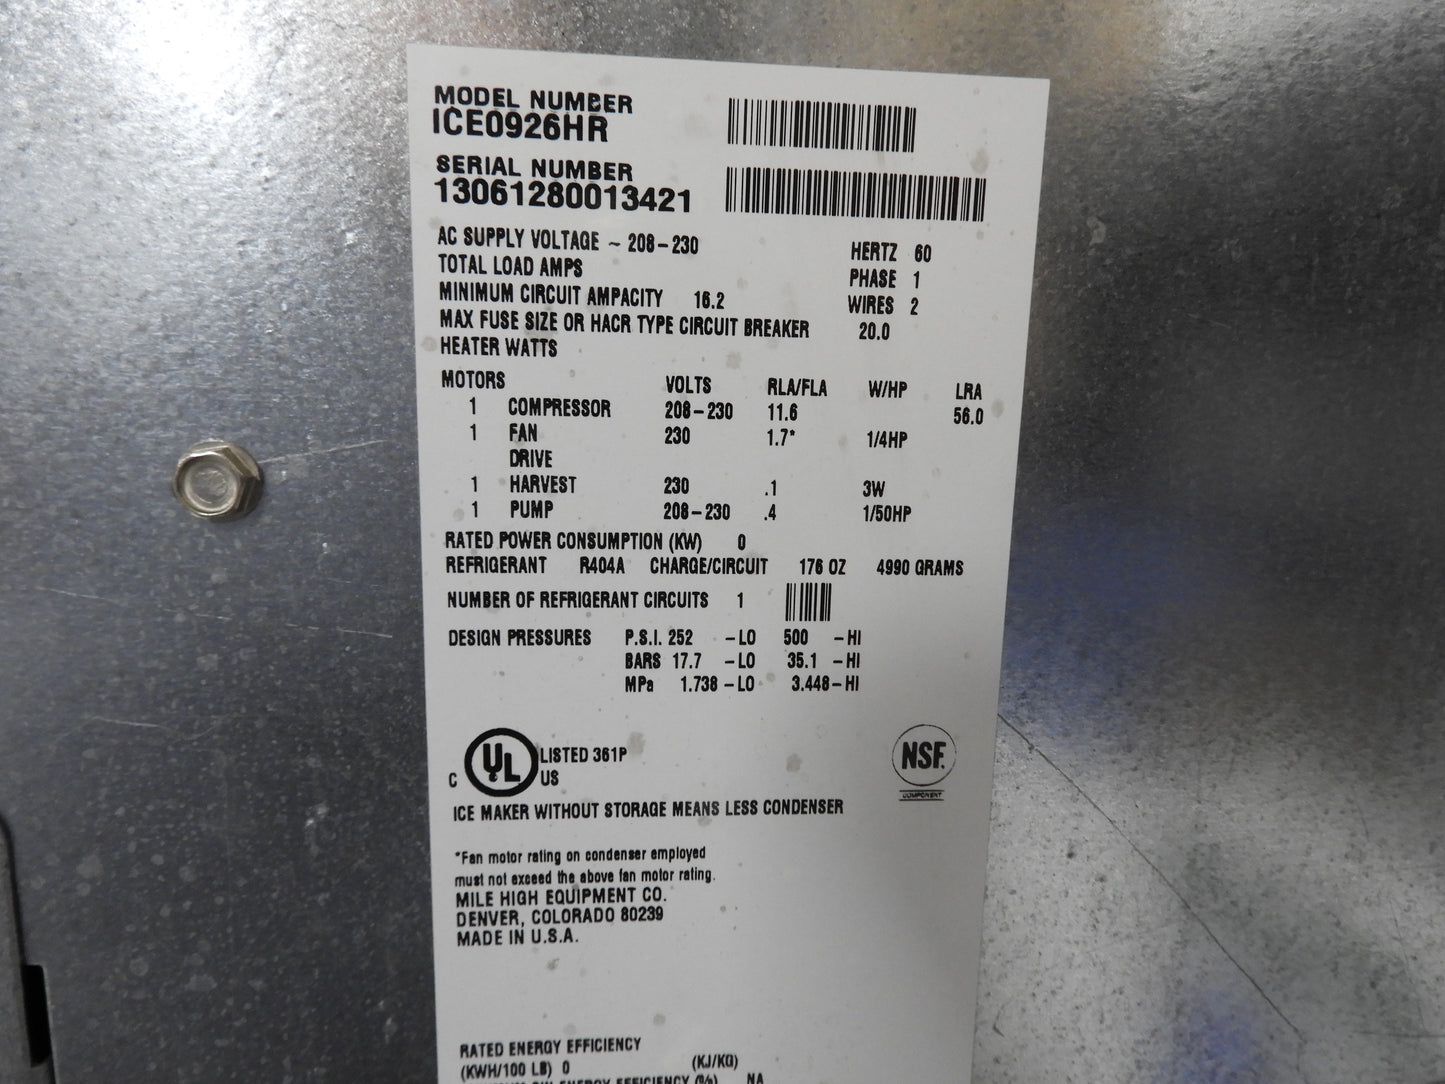 MODEL NUMBER
ICE0926HR
SERIAL NUMBER
13061280013421
AC SUPPLY VOLTAGE ~ 208-230 HERTZ 60
TOTAL LOAD AMPS PHASE 1
MINIMUM CIRCUIT AMPACITY 16.2 WIRES 2
MAX FUSE SIZE OR HACR TYPE CIRCUIT BREAKER 20.0
HEATER WATTS
MOTORS VOLTS RLA/FLA W/HP LRA
1 COMPRESSOR 208-230 11.6 56.0
1 FAN 230 1.7* 1/4HP
DRIVE
1 HARVEST 230 .1 3W
1 PUMP 208-230 .4 1/50HP
RATED POWER CONSUMPTION (KW) 0
REFRIGERANT R404A CHARGE/CIRCUIT 176 OZ 4990 GRAMS
NUMBER OF REFRIGERANT CIRCUITS 1
DESIGN PRESSURES P.S.I. 252 -LO 500 -HI
BARS 17.7 -LO 35.1 -HI
MPa 1.738 -LO 3.448-HI
C UL LISTED 361P
US
NSF.
COMPONENT
ICE MAKER WITHOUT STORAGE MEANS LESS CONDENSER
*Fan motor rating on condenser employed
must not exceed the above fan motor rating.
MILE HIGH EQUIPMENT CO.
DENVER, COLORADO 80239
MADE IN U.S.A.
RATED ENERGY EFFICIENCY
(KWH/100 LB) 0 (KJ/KG)
ENERGY EFFICIENCY (%) NA